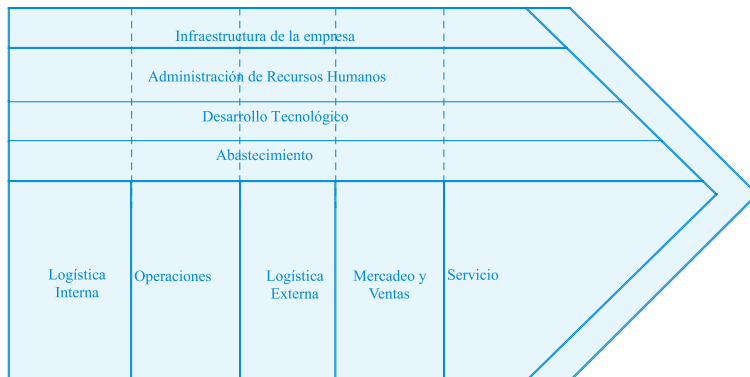 Infraestructura de la empresa
Administración de Recursos Humanos
Desarrollo Tecnológico
Abastecimiento
Logística
Interna
Operaciones
Logística
Externa
Mercadeo y
Ventas
Servicio